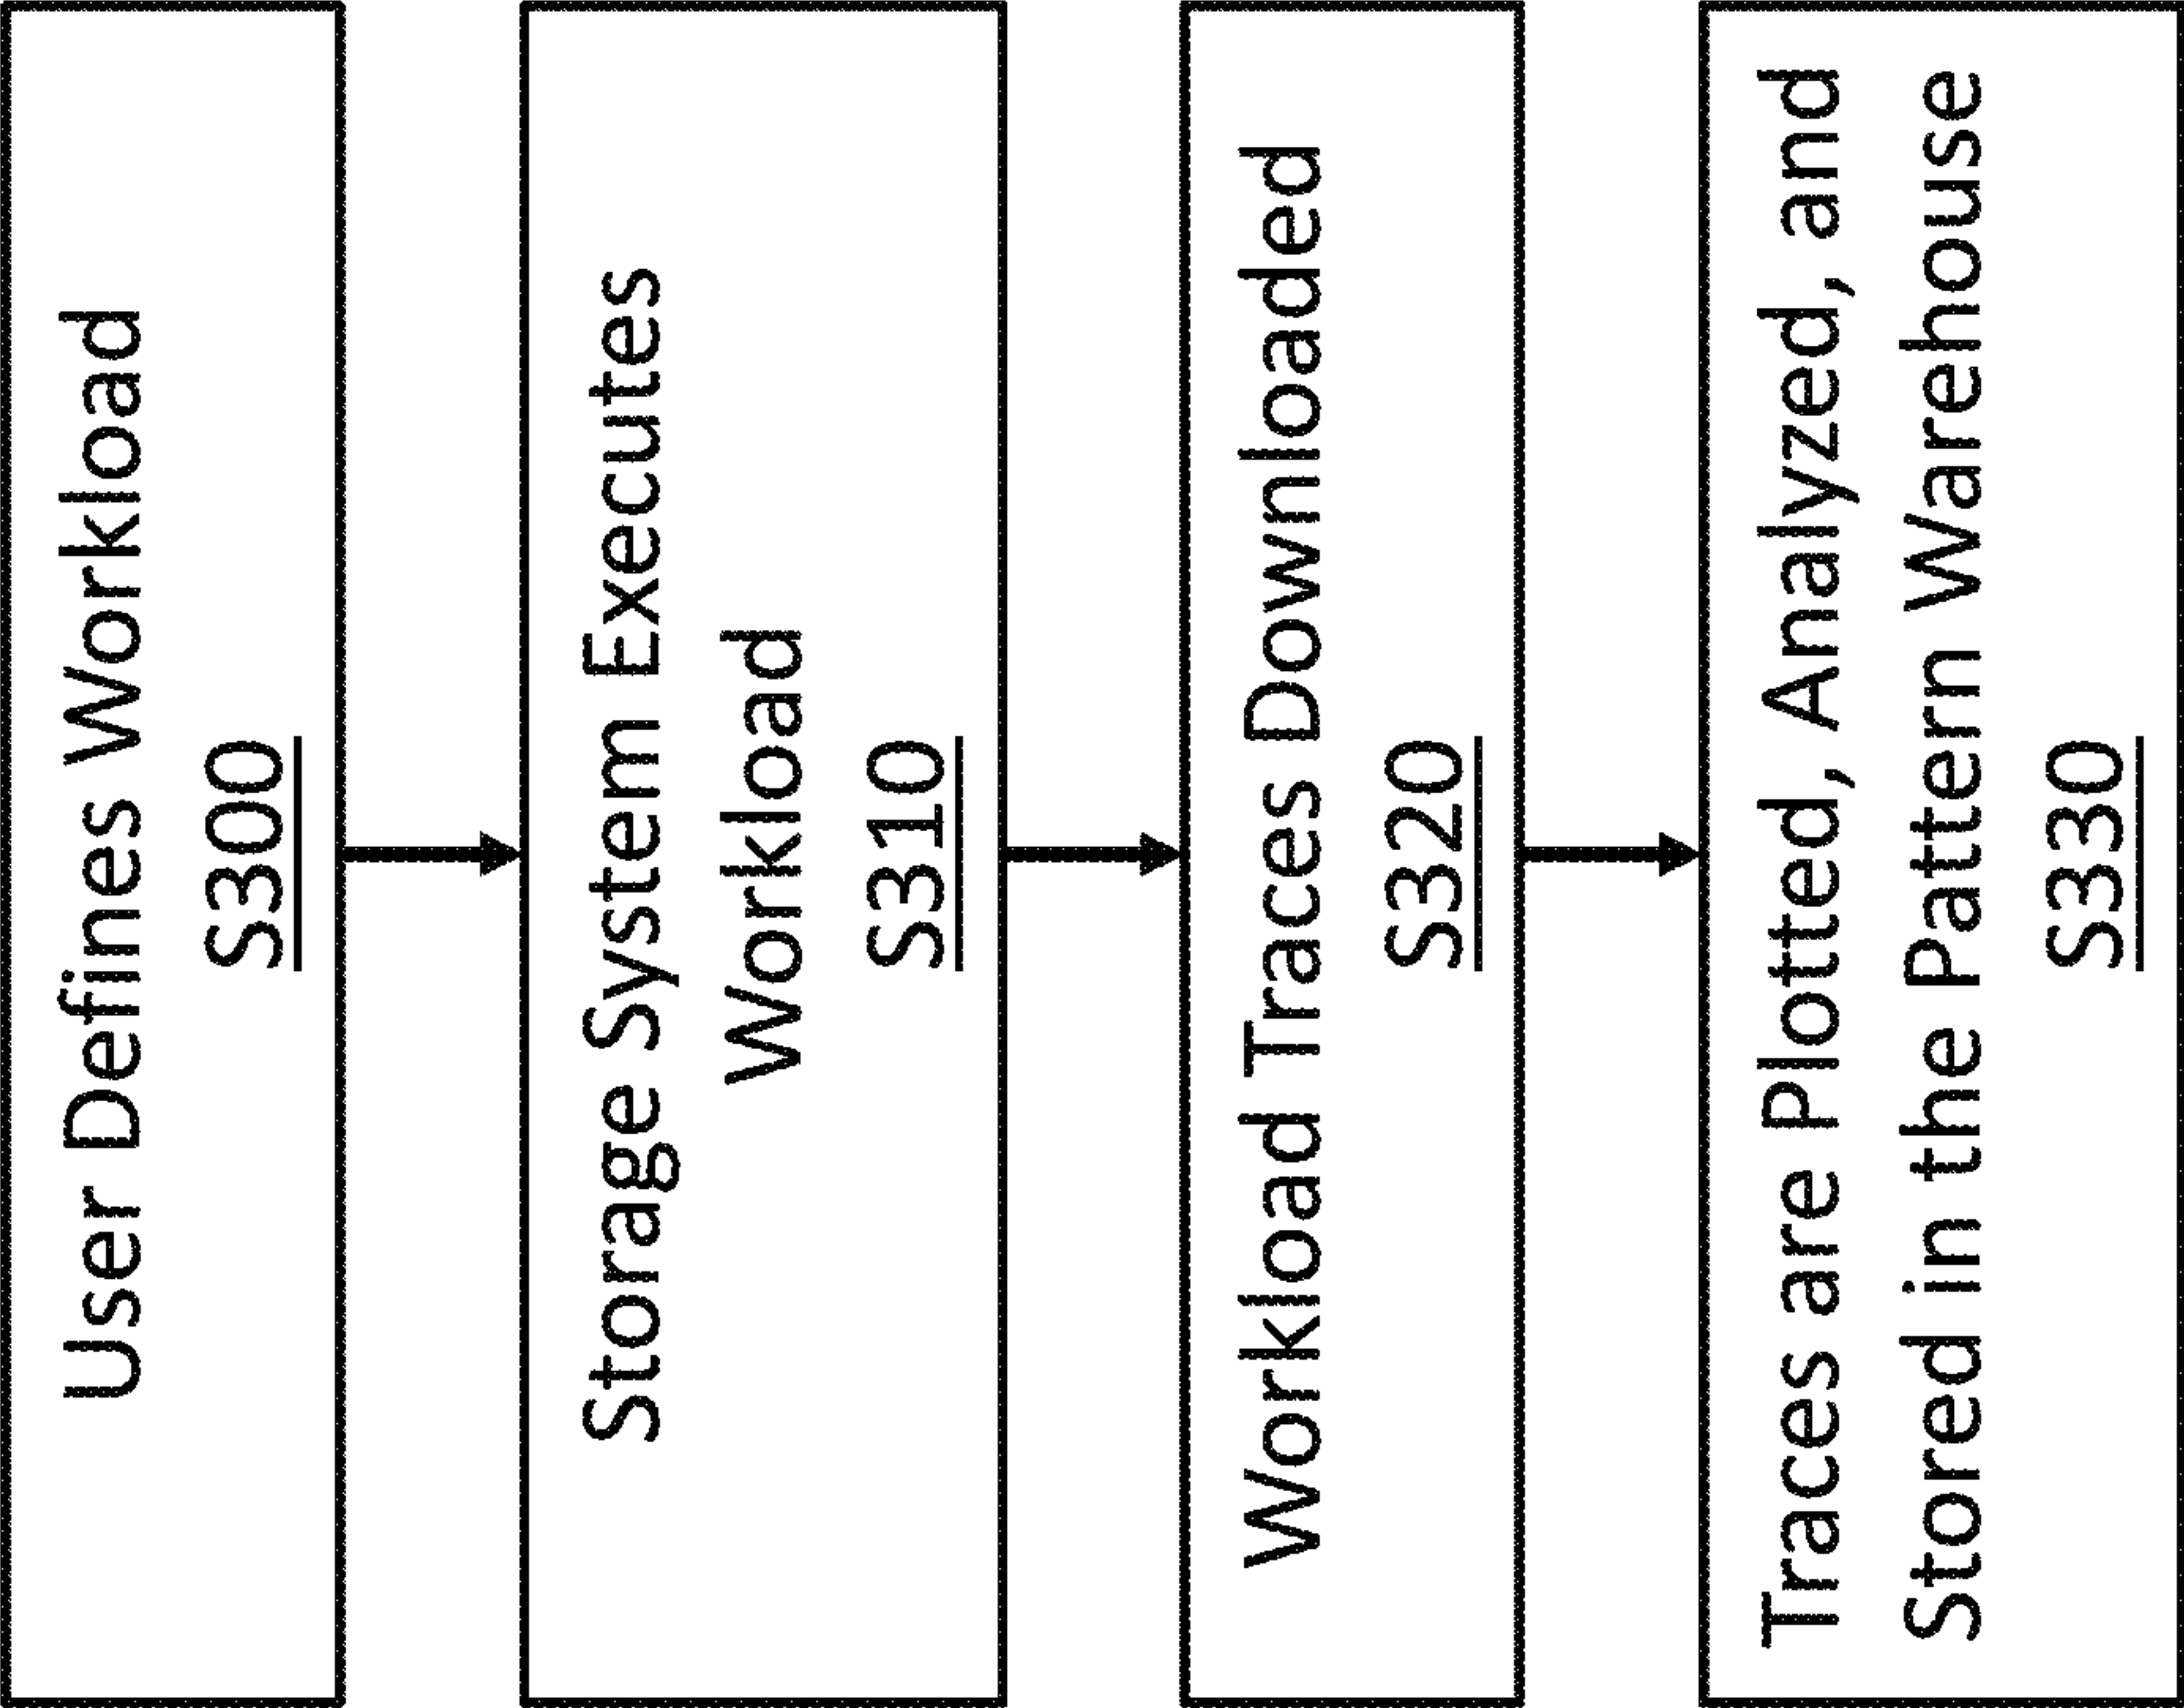 User Defines Workload
S300
Storage System Executes
Workload
S310
Workload Traces Downloaded
S320
Traces are Plotted, Analyzed, and
Stored in the Pattern Warehouse
S330